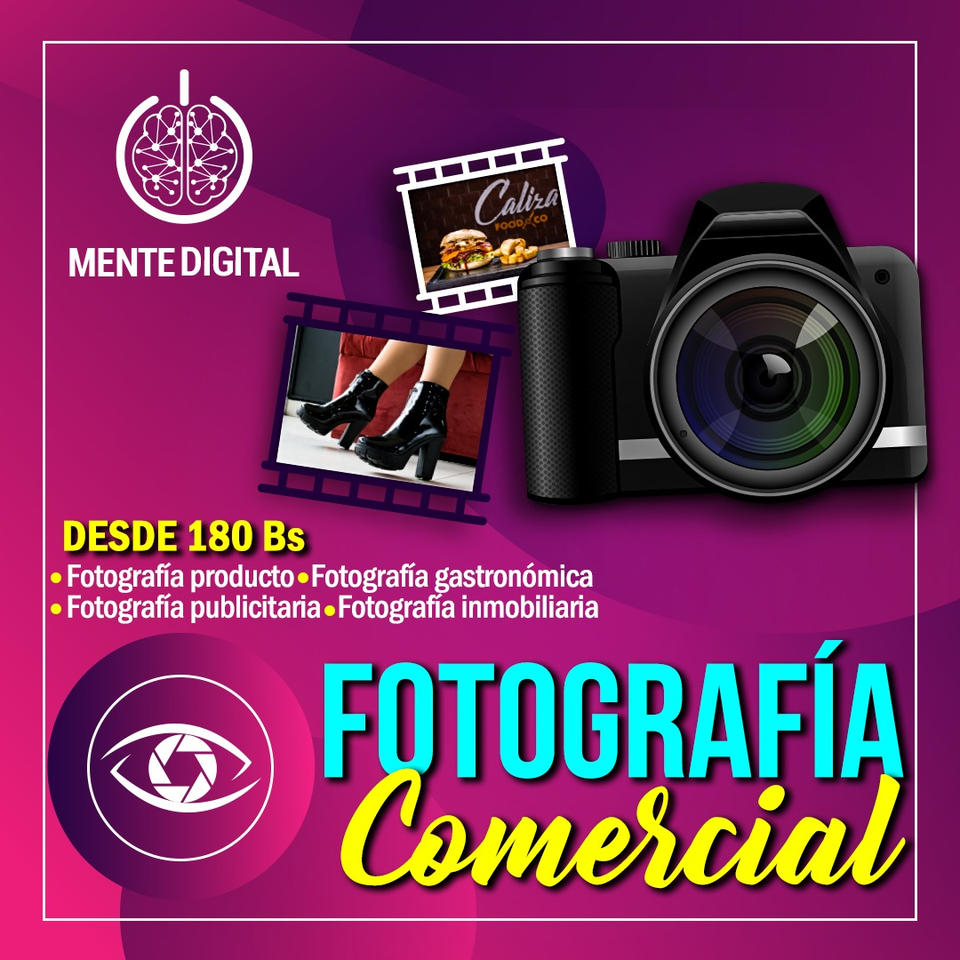 MENTE DIGITAL
Caliza
FOOD & CO
DESDE 180 Bs
• Fotografía producto • Fotografía gastronómica
• Fotografía publicitaria • Fotografía inmobiliaria
FOTOGRAFÍA
Comercial